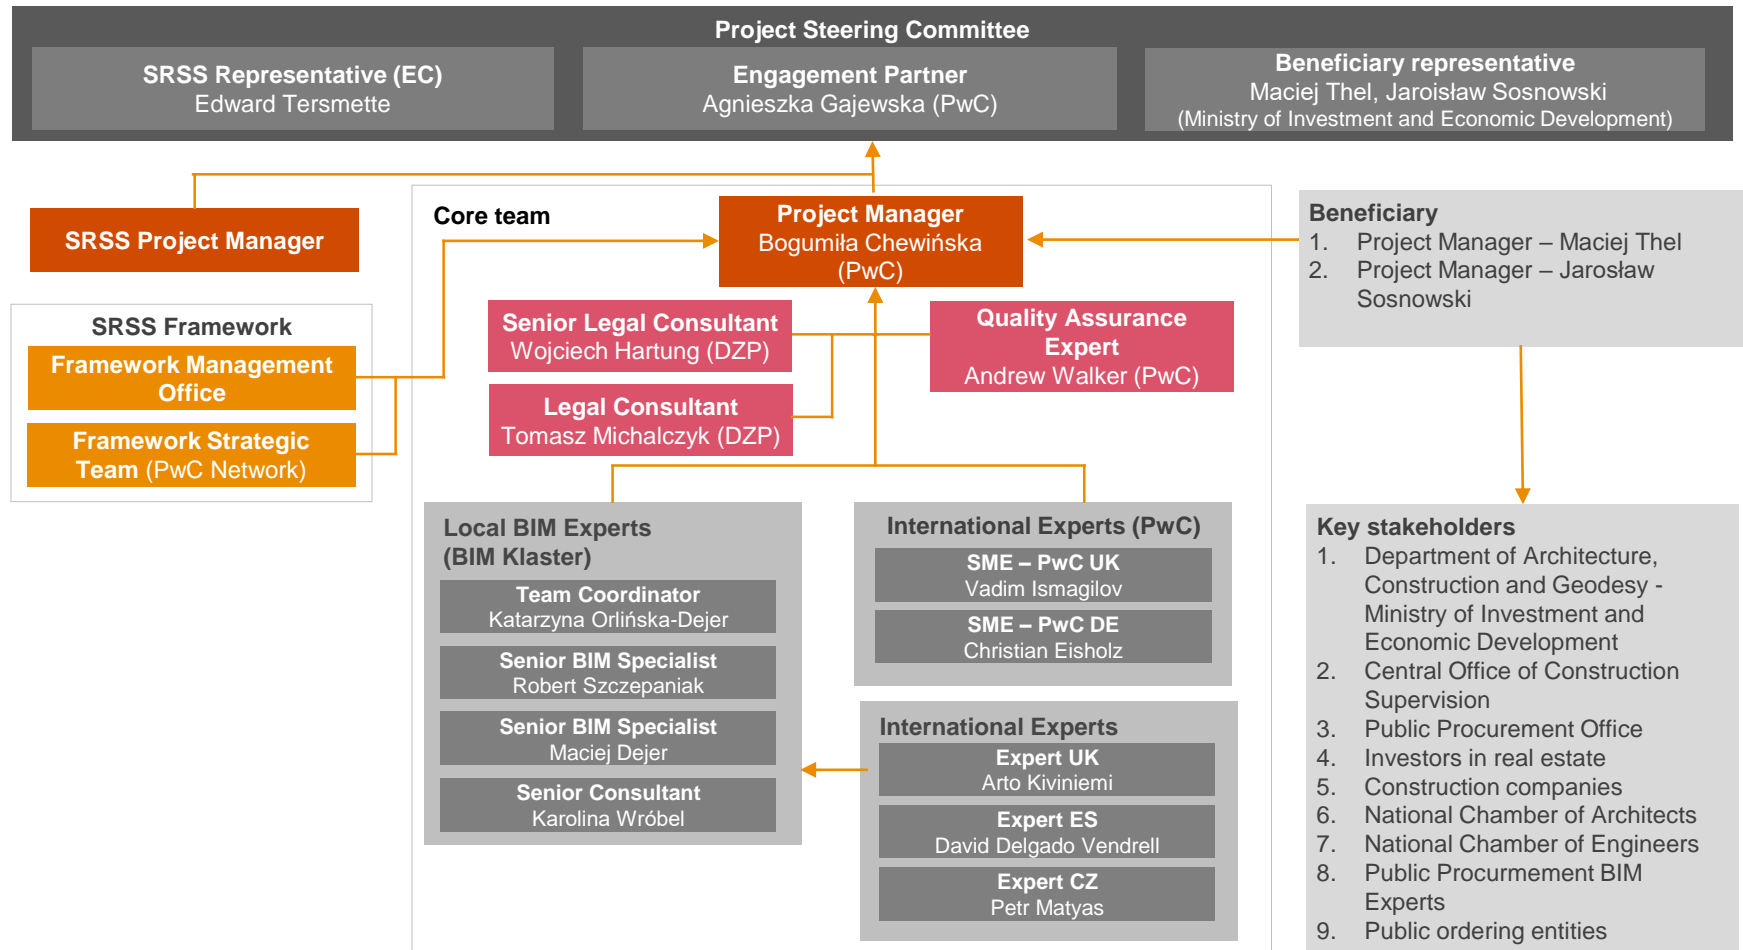 Project Steering Committee
SRSS Representative (EC)
Edward Tersmette
Engagement Partner
Agnieszka Gajewska (PwC)
Beneficiary representative
Maciej Thel, Jaroisław Sosnowski
(Ministry of Investment and Economic Development)
SRSS Project Manager
Core team
Project Manager
Bogumiła Chewińska
(PwC)
Beneficiary
1. Project Manager – Maciej Thel
2. Project Manager – Jarosław
Sosnowski
SRSS Framework
Framework Management
Office
Framework Strategic
Team (PwC Network)
Senior Legal Consultant
Wojciech Hartung (DZP)
Legal Consultant
Tomasz Michalczyk (DZP)
Quality Assurance
Expert
Andrew Walker (PwC)
Local BIM Experts
(BIM Klaster)
Team Coordinator
Katarzyna Orlińska-Dejer
Senior BIM Specialist
Robert Szczepaniak
Senior BIM Specialist
Maciej Dejer
Senior Consultant
Karolina Wróbel
International Experts (PwC)
SME – PwC UK
Vadim Ismagilov
SME – PwC DE
Christian Eisholz
International Experts
Expert UK
Arto Kiviniemi
Expert ES
David Delgado Vendrell
Expert CZ
Petr Matyas
Key stakeholders
1. Department of Architecture,
Construction and Geodesy -
Ministry of Investment and
Economic Development
2. Central Office of Construction
Supervision
3. Public Procurement Office
4. Investors in real estate
5. Construction companies
6. National Chamber of Architects
7. National Chamber of Engineers
8. Public Procurmement BIM
Experts
9. Public ordering entities